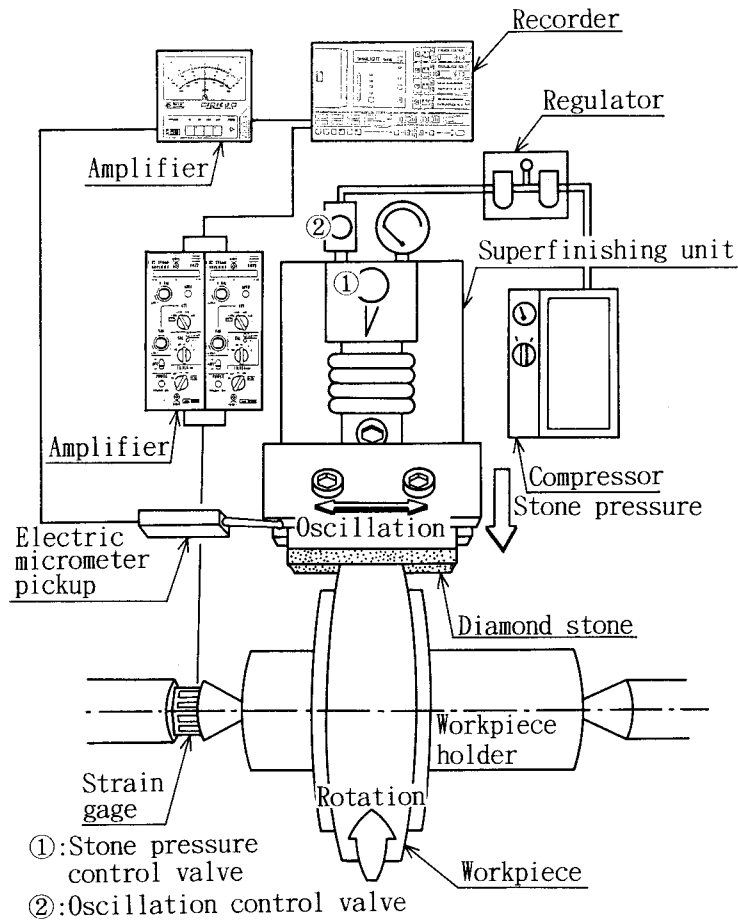 Recorder
Regulator
Amplifier
②
Superfinishing unit
①
Amplifier
Compressor
Stone pressure
Oscillation
Electric
micrometer
pickup
Diamond stone
Workpiece
holder
Strain
gage
Rotation
①:Stone pressure
control valve
Workpiece
②:Oscillation control valve